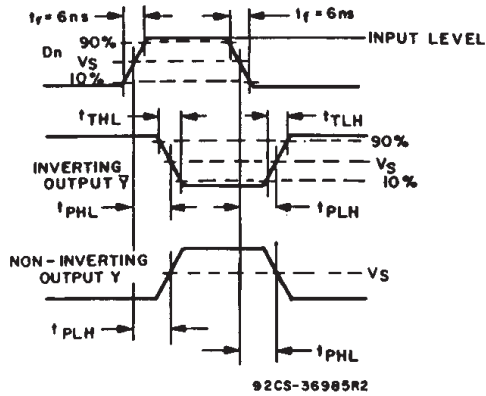 tr = 6ns
tf = 6ns
INPUT LEVEL
Dn
90%
VS
10%
tTHL
tTLH
90%
INVERTING
OUTPUT Y̅
VS
10%
tPHL
tPLH
NON-INVERTING
OUTPUT Y
VS
tPLH
tPHL
92CS-36985R2